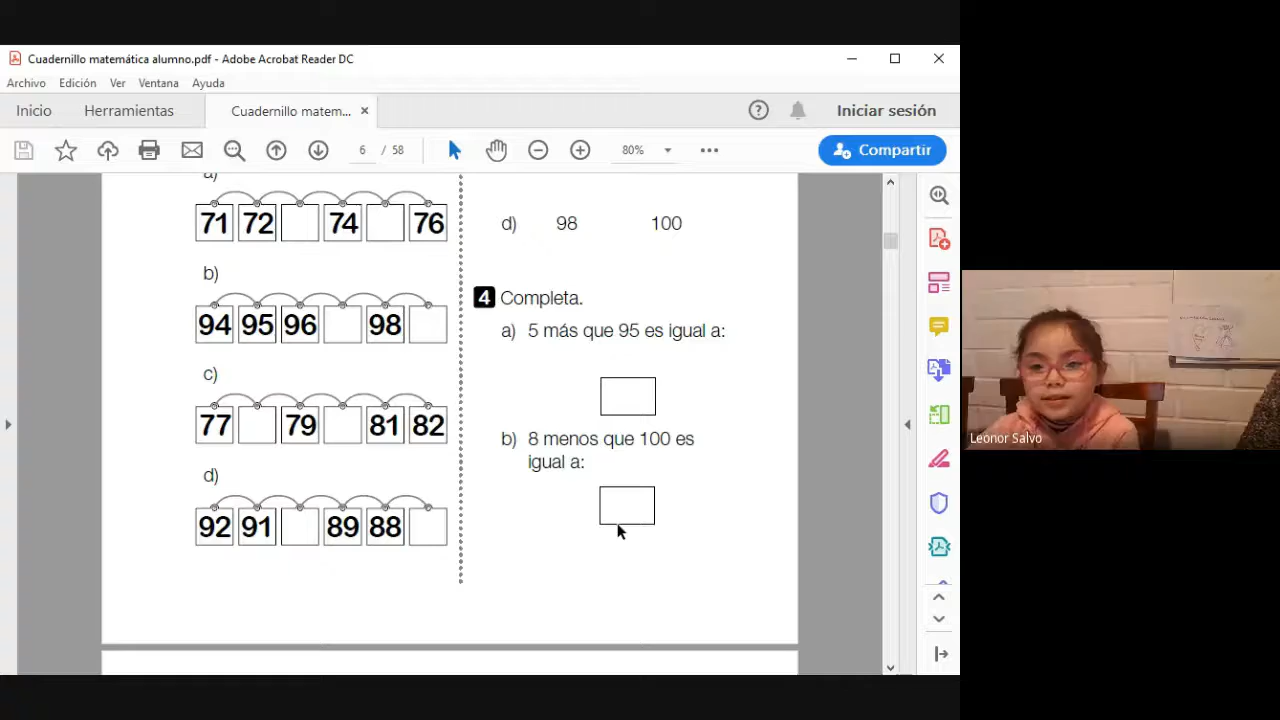 Cuadernillo matemática alumno.pdf - Adobe Acrobat Reader DC
Archivo Edición Ver Ventana Ayuda
Inicio Herramientas Cuadernillo matem... × Iniciar sesión
6 / 58 80% Compartir
a)
71 72 74 76
b)
94 95 96 98
c)
77 79 81 82
d)
92 91 89 88
d) 98 100
4 Completa.
a) 5 más que 95 es igual a:
b) 8 menos que 100 es
igual a:
Leonor Salvo